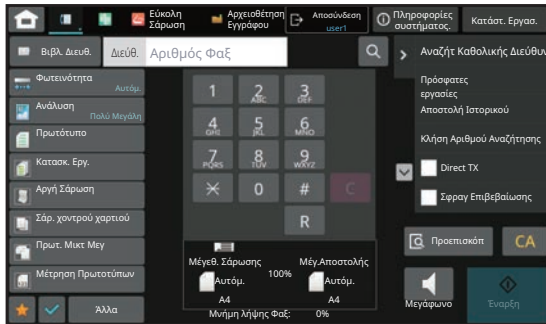 Εύκολη Σάρωση
Αρχειοθέτηση Εγγράφου
Αποσύνδεση
user1
Πληροφορίες συστήματος.
Κατάστ. Εργασ.
Βιβλ. Διευθ.
Διεύθ.
Αριθμός Φαξ
Αναζήτ Καθολικής Διεύθυν
Φωτεινότητα
Αυτόμ.
Ανάλυση
Πολύ Μεγάλη
Πρωτότυπο
Κατασκ. Εργ.
Αργή Σάρωση
Σάρ. χοντρού χαρτιού
Πρωτ. Μικτ Μεγ
Μέτρηση Πρωτοτύπων
Άλλα
1
2 ABC
3 DEF
4 GHI
5 JKL
6 MNO
7 PQRS
8 TUV
9 WXYZ
0
#
C
R
Μέγεθ. Σάρωσης
100%
Μέγ.Αποστολής
Αυτόμ.
Αυτόμ.
A4
A4
Μνήμη λήψης Φαξ: 0%
Πρόσφατες
εργασίες
Αποστολή Ιστορικού
Κλήση Αριθμού Αναζήτησης
Direct TX
Σφραγ Επιβεβαίωσης
Προεπισκόπ
CA
Μεγάφωνο
Έναρξη